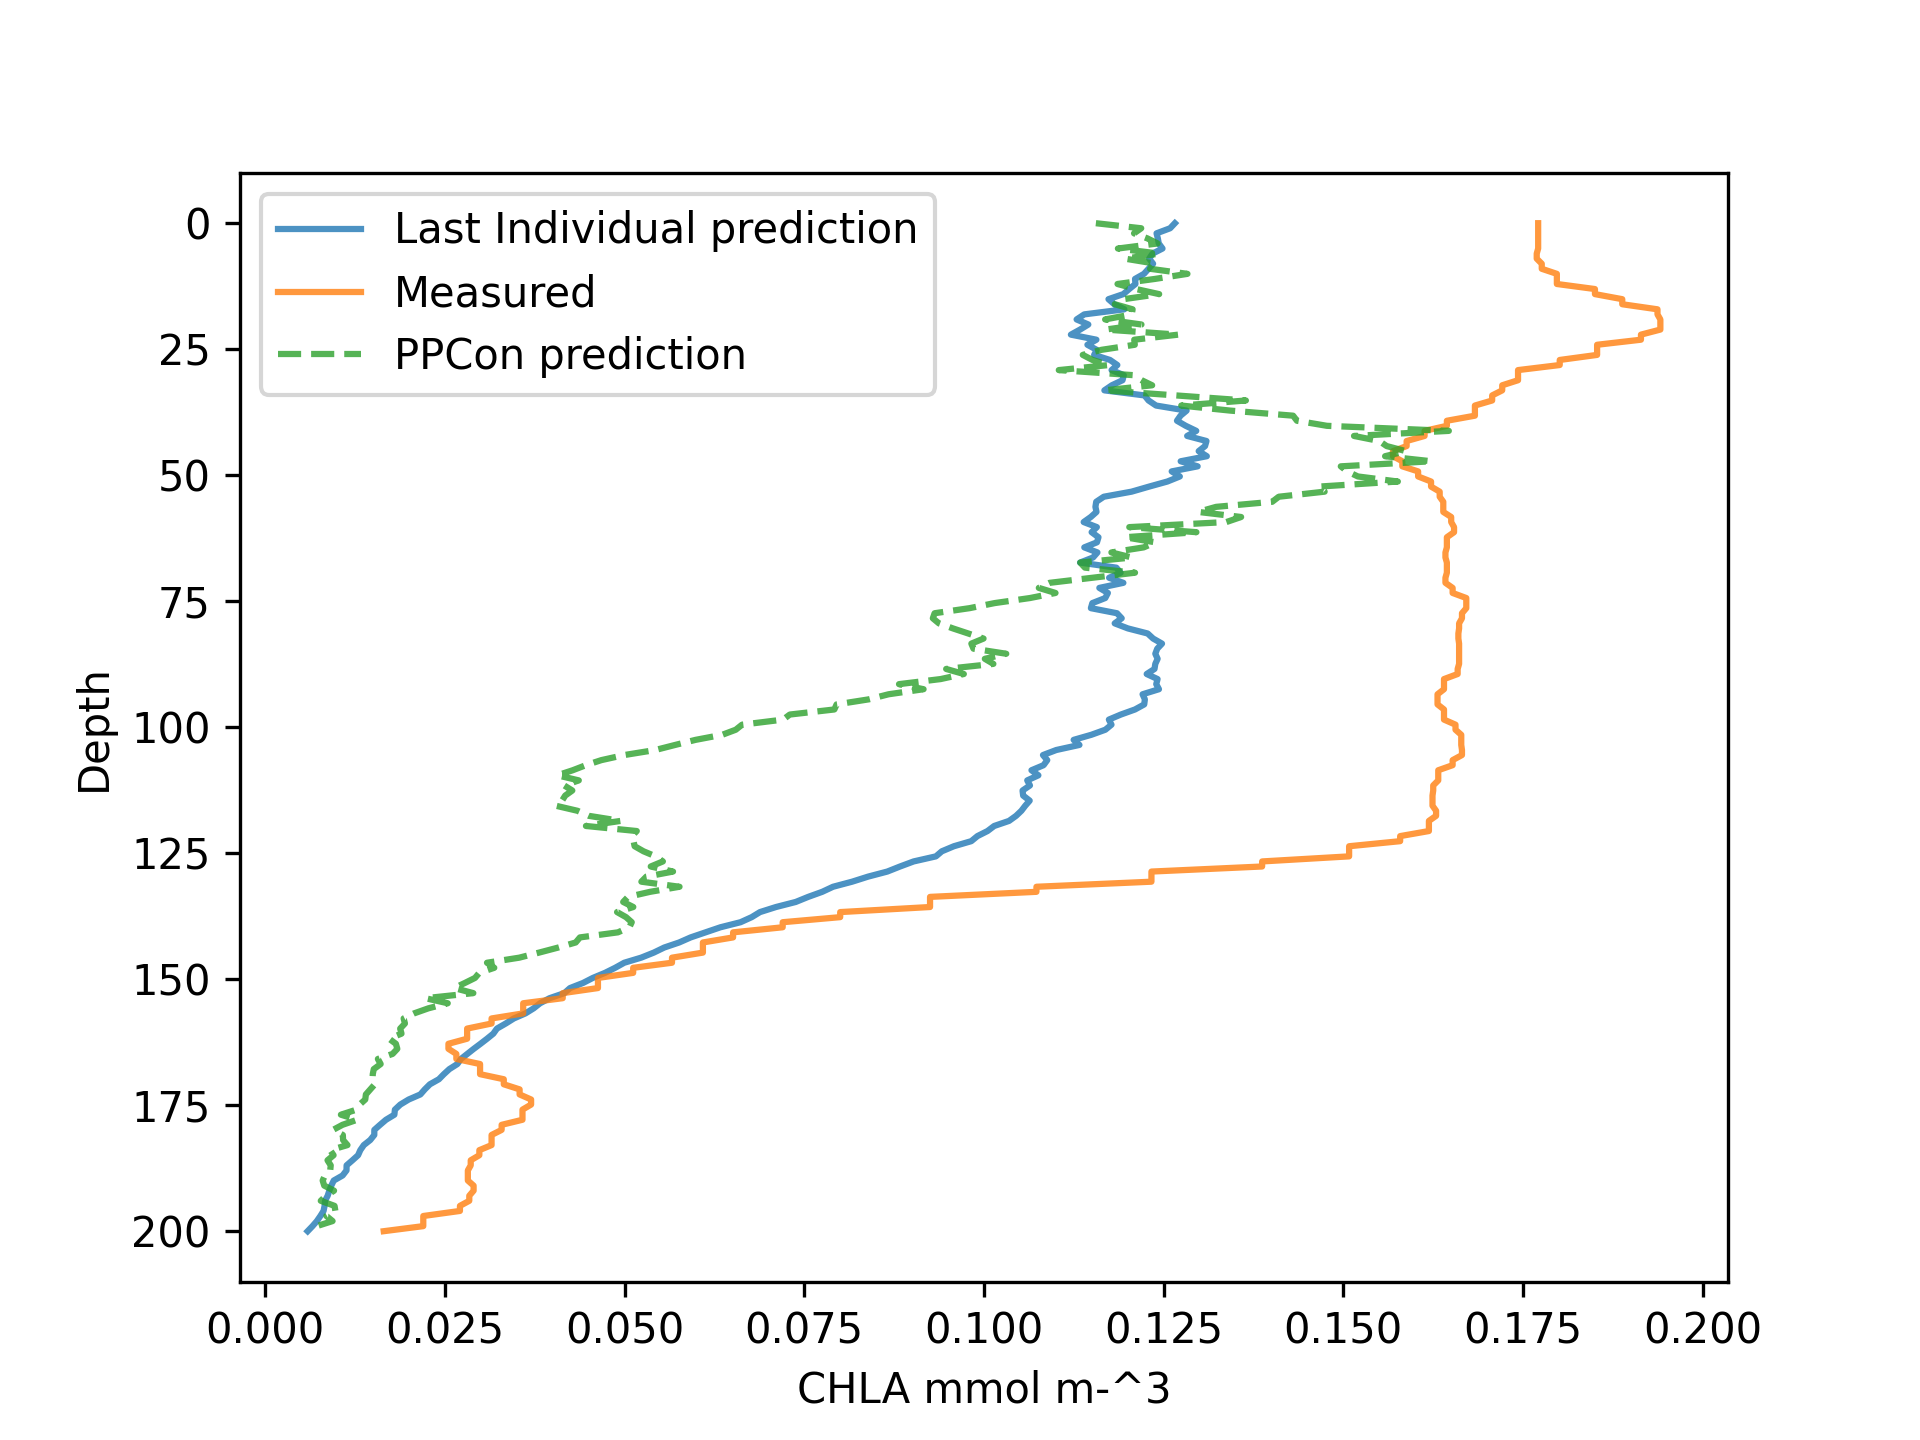 Last Individual prediction
Measured
PPCon prediction
0
25
50
75
100
125
150
175
200
Depth
0.000 0.025 0.050 0.075 0.100 0.125 0.150 0.175 0.200
CHLA mmol m-^3